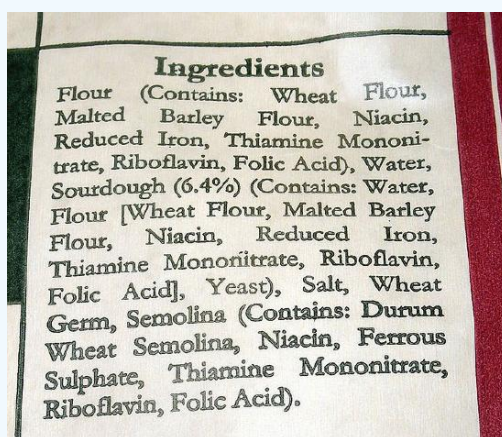 Ingredients
Flour (Contains: Wheat Flour,
Malted Barley Flour, Niacin,
Reduced Iron, Thiamine Mononi-
trate, Riboflavin, Folic Acid), Water,
Sourdough (6.4%) (Contains: Water,
Flour [Wheat Flour, Malted Barley
Flour, Niacin, Reduced Iron,
Thiamine Mononitrate, Riboflavin,
Folic Acid], Yeast), Salt, Wheat
Germ, Semolina (Contains: Durum
Wheat Semolina, Niacin, Ferrous
Sulphate, Thiamine Mononitrate,
Riboflavin, Folic Acid).